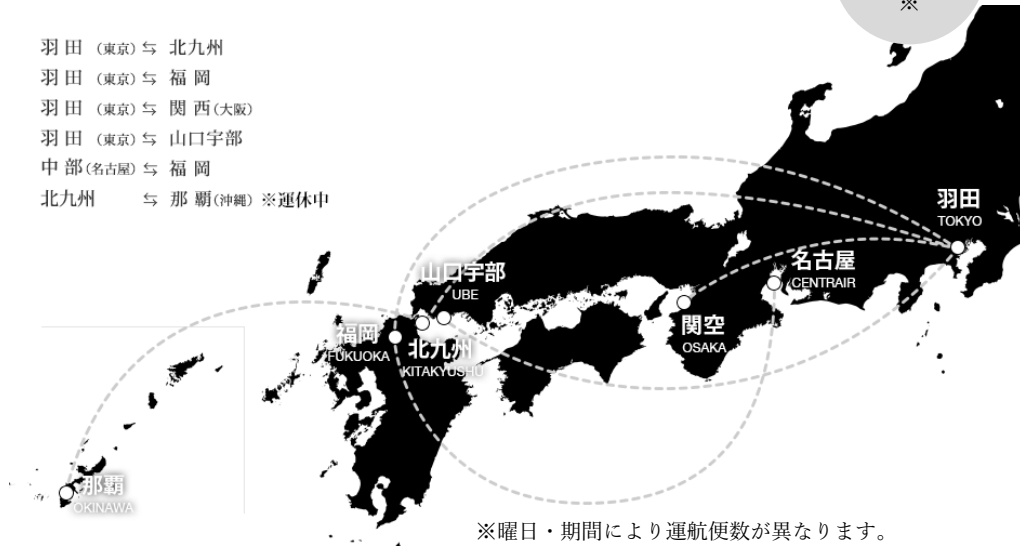 ※
羽田 (東京) ⇆ 北九州
羽田 (東京) ⇆ 福岡
羽田 (東京) ⇆ 関西(大阪)
羽田 (東京) ⇆ 山口宇部
中部(名古屋) ⇆ 福岡
北九州 ⇆ 那覇(沖縄) ※運休中
羽田
TOKYO
名古屋
CENTRAIR
山口宇部
UBE
関空
OSAKA
福岡
FUKUOKA
北九州
KITAKYUSHU
那覇
OKINAWA
※曜日・期間により運航便数が異なります。